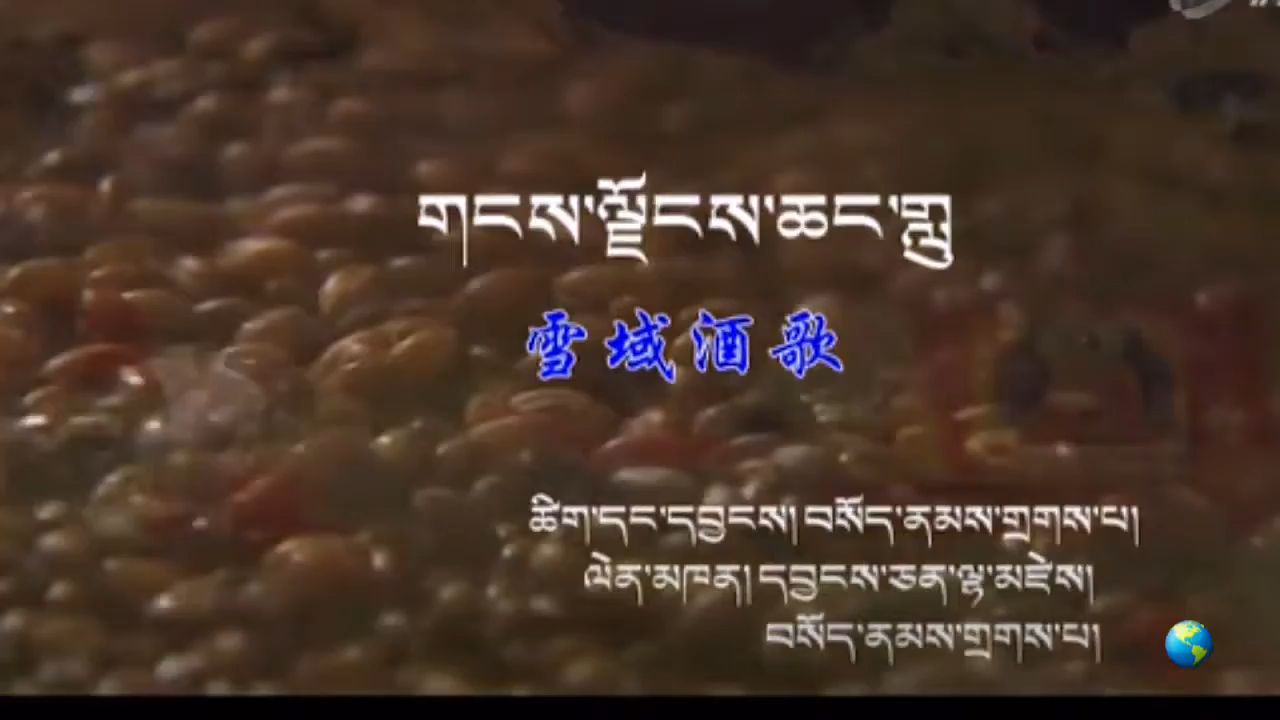 གངས་ལྗོངས་ཆང་གླུ
雪域酒歌
ཚིག་དང་དབྱངས། བསོད་ནམས་གྲགས་པ།
ལེན་མཁན། དབྱངས་ཅན་ལྷ་མཛེས།
བསོད་ནམས་གྲགས་པ།